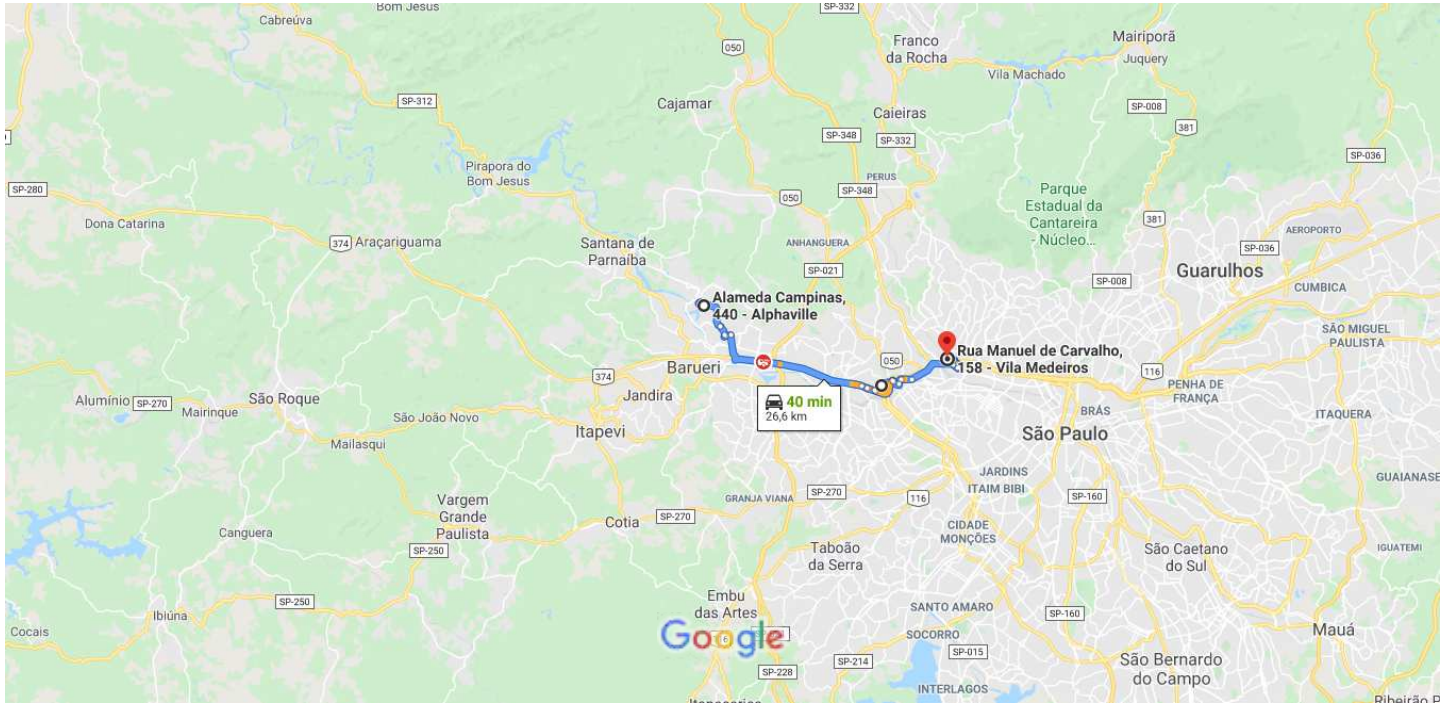 Bom Jesus
SP-332
Cabreúva
Franco
da Rocha
Mairiporã
Juquery
050
Vila Machado
SP-312
Cajamar
SP-008
Caieiras
381
SP-348
SP-332
SP-036
Pirapora do
Bom Jesus
PERUS
SP-280
SP-348
050
Parque
Estadual da
Cantareira
- Núcleo...
Dona Catarina
381
374
Araçariguama
Santana de
Parnaíba
ANHANGUERA
AEROPORTO
SP-036
SP-021
Guarulhos
SP-008
CUMBICA
Alameda Campinas,
440 - Alphaville
SÃO MIGUEL
PAULISTA
050
Rua Manuel de Carvalho,
158 - Vila Medeiros
Barueri
374
116
PENHA DE
FRANÇA
Jandira
40 min
26,6 km
Alumínio
SP-270
Mairinque
São Roque
São João Novo
BRÁS
ITAQUERA
Itapevi
São Paulo
Mailasqui
JARDINS
ITAIM BIBI
GUAIANASE
GRANJA VIANA
SP-270
116
SP-160
Vargem
Grande
Paulista
Cotia
SP-270
CIDADE
MONÇÕES
Canguera
SP-250
Taboão
da Serra
São Caetano
do Sul
IGUATEMI
Embu
das Artes
SP-250
SANTO AMARO
SP-160
Ibiúna
Cocais
Google
6
SOCORRO
SP-015
Mauá
SP-214
São Bernardo
do Campo
SP-228
INTERLAGOS
Ribeirão P